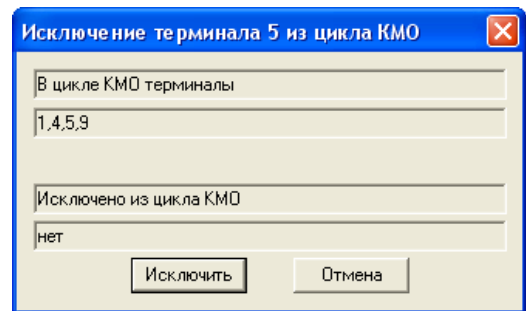 Исключение терминала 5 из цикла КМО
В цикле КМО терминалы
1,4,5,9
Исключено из цикла КМО
нет
Исключить Отмена